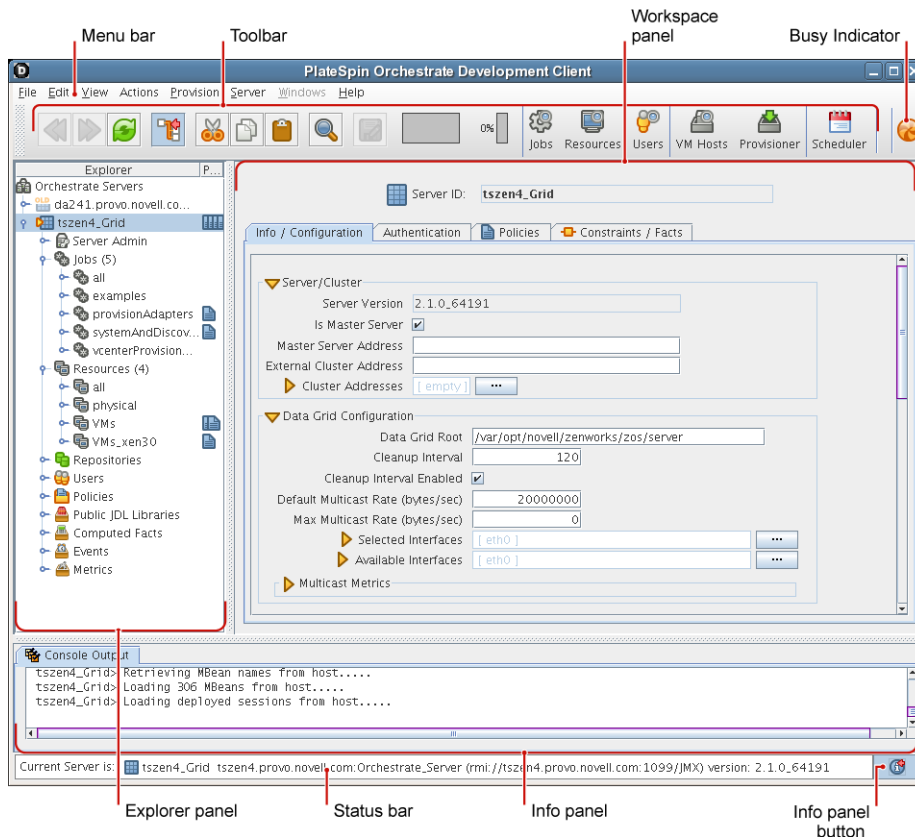 Menu bar
Toolbar
Workspace
panel
Busy Indicator
PlateSpin Orchestrate Development Client
File Edit View Actions Provision Server Windows Help
0%
Jobs Resources Users VM Hosts Provisioner Scheduler
Explorer P...
Orchestrate Servers
OLD
da241.provo.novell.co...
tszen4_Grid
Server Admin
Jobs (5)
all
examples
provisionAdapters
systemAndDiscov...
vcenterProvision...
Resources (4)
all
physical
VMs
VMs_xen30
Repositories
Users
Policies
Public JDL Libraries
Computed Facts
Events
Metrics
Server ID: tszen4_Grid
Info / Configuration Authentication Policies Constraints / Facts
Server/Cluster
Server Version 2.1.0_64191
Is Master Server
Master Server Address
External Cluster Address
Cluster Addresses [ empty ] ...
Data Grid Configuration
Data Grid Root /var/opt/novell/zenworks/zos/server
Cleanup Interval 120
Cleanup Interval Enabled
Default Multicast Rate (bytes/sec) 20000000
Max Multicast Rate (bytes/sec) 0
Selected Interfaces [ eth0 ] ...
Available Interfaces [ eth0 ] ...
Multicast Metrics
Console Output
tszen4_Grid> Retrieving MBean names from host.....
tszen4_Grid> Loading 306 MBeans from host.....
tszen4_Grid> Loading deployed sessions from host.....
Current Server is: tszen4_Grid tszen4.provo.novell.com:Orchestrate_Server (rmi://tszen4.provo.novell.com:1099/JMX) version: 2.1.0_64191
Explorer panel
Status bar
Info panel
Info panel
button